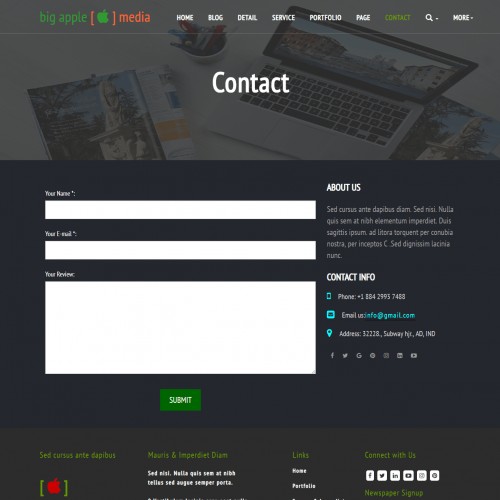 big apple [ ] media
HOME BLOG DETAIL SERVICE PORTFOLIO PAGE CONTACT MORE
Contact
Your Name *:
Your E-mail *:
Your Review:
SUBMIT
ABOUT US
Sed cursus ante dapibus diam. Sed nisi. Nulla
quis sem at nibh elementum imperdiet. Duis
sagittis ipsum. ad litora torquent per conubia
nostra, per inceptos C .Sed dignissim lacinia
nunc.
CONTACT INFO
Phone: +1 884 2993 7488
Email us:info@gmail.com
Address: 32228., Subway hjr., AD, IND
Sed cursus ante dapibus
[ ]
Mauris & Imperdiet Diam
Sed nisi. Nulla quis sem at nibh
tellus sed augue semper porta.
Links
Home
Portfolio
Connect with Us
Newspaper Signup